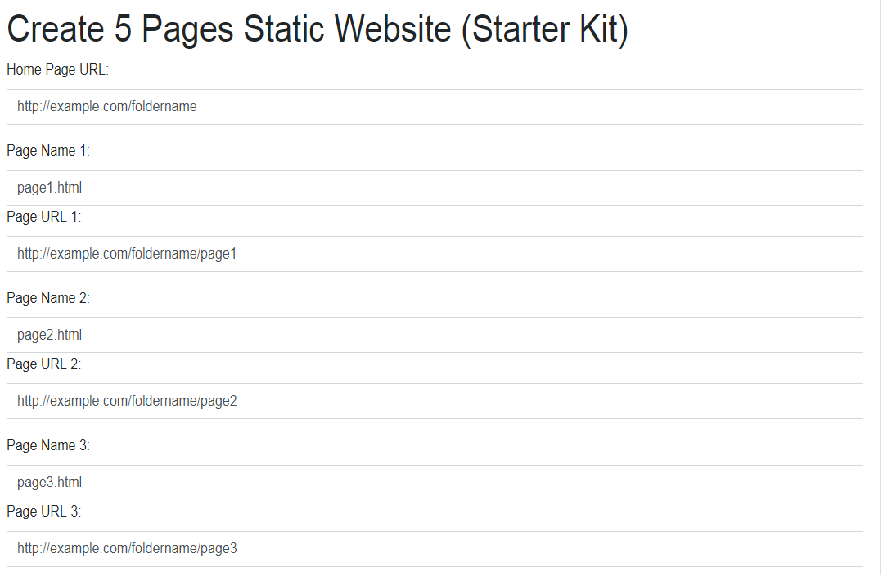 Create 5 Pages Static Website (Starter Kit)
Home Page URL:
http://example.com/foldername
Page Name 1:
page1.html
Page URL 1:
http://example.com/foldername/page1
Page Name 2:
page2.html
Page URL 2:
http://example.com/foldername/page2
Page Name 3:
page3.html
Page URL 3:
http://example.com/foldername/page3